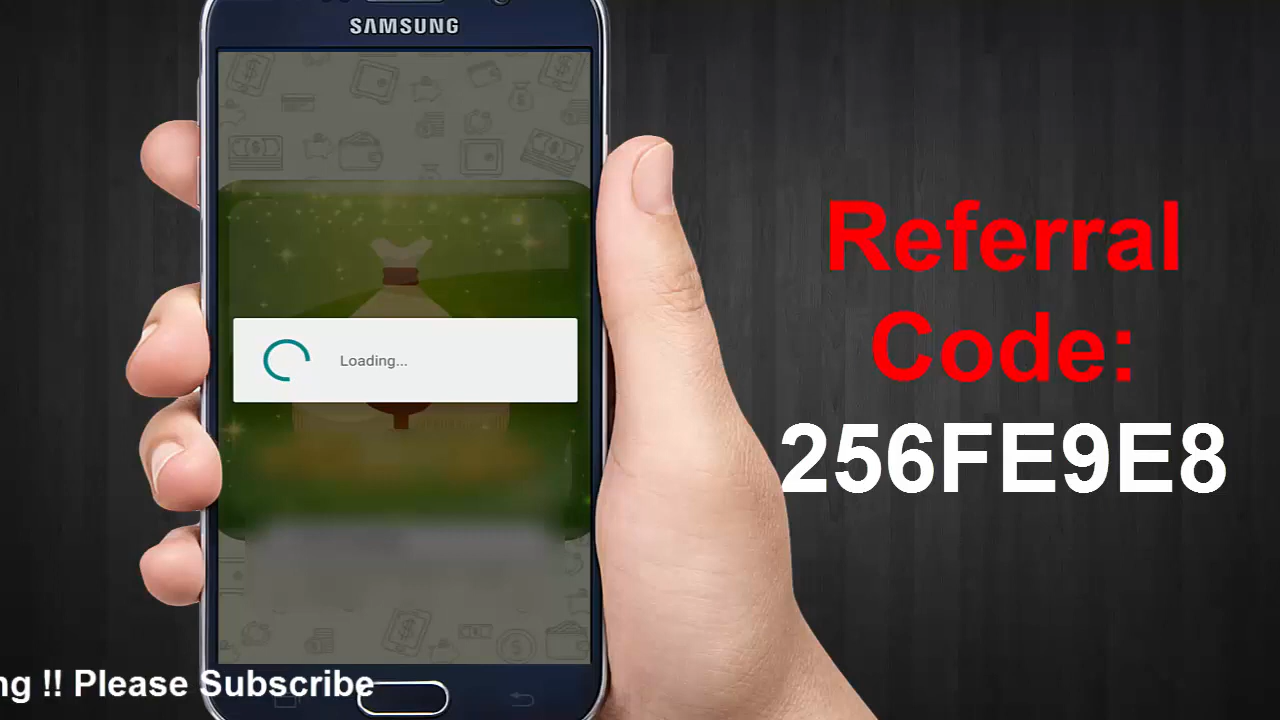 SAMSUNG
Loading...
Referral
Code:
256FE9E8
ng !! Please Subscribe